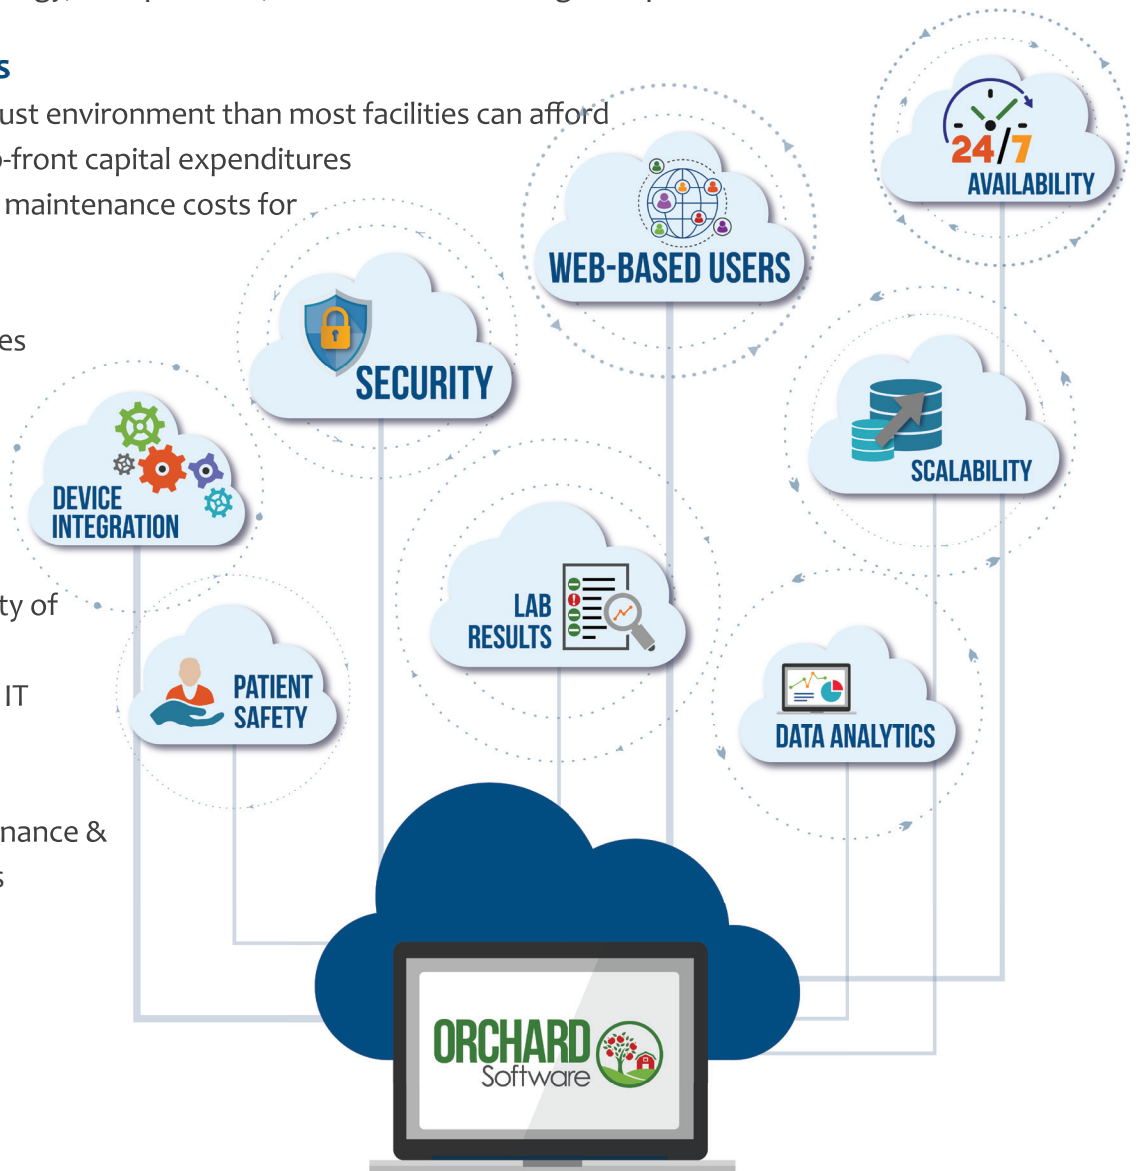 s
ust environment than most facilities can afford
p-front capital expenditures
maintenance costs for
es
ty of
IT
nance &
s
24/7
AVAILABILITY
WEB-BASED USERS
SECURITY
SCALABILITY
DEVICE
INTEGRATION
LAB
RESULTS
PATIENT
SAFETY
DATA ANALYTICS
ORCHARD
Software